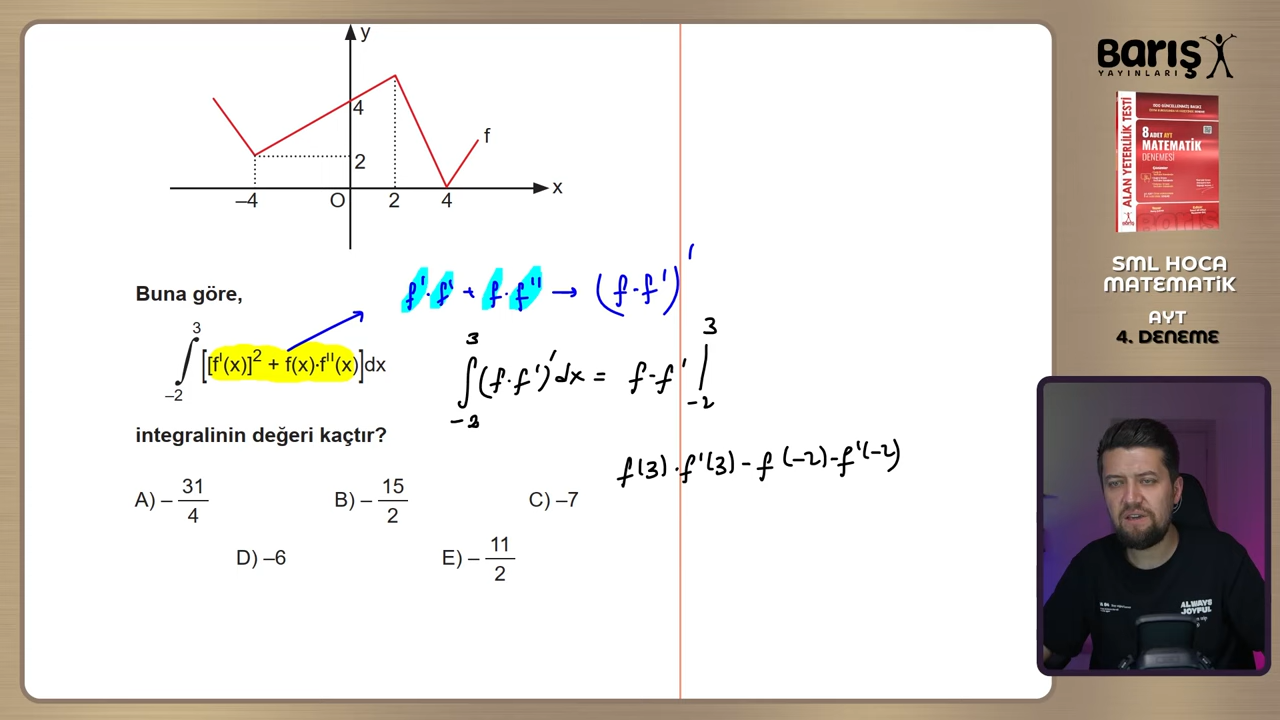 y
4
f
2
–4
O
2
4
x
Buna göre,
f'·f' + f·f'' → (f·f')'
3
∫ [[f'(x)]² + f(x)·f''(x)]dx
–2
3
∫ (f·f')' dx = f·f' |
-3
3
-2
integralinin değeri kaçtır?
f(3)·f'(3) - f(-2)-f'(-2)
A) – 31/4
B) – 15/2
C) –7
D) –6
E) – 11/2
BARIŞ
YAYINLARI
ALAN YETERLİLİK TESTİ
8 ADET AYT
MATEMATİK
DENEMESİ
Barış
SML HOCA
MATEMATİK
AYT
4. DENEME
ALWAYS
JOYFUL